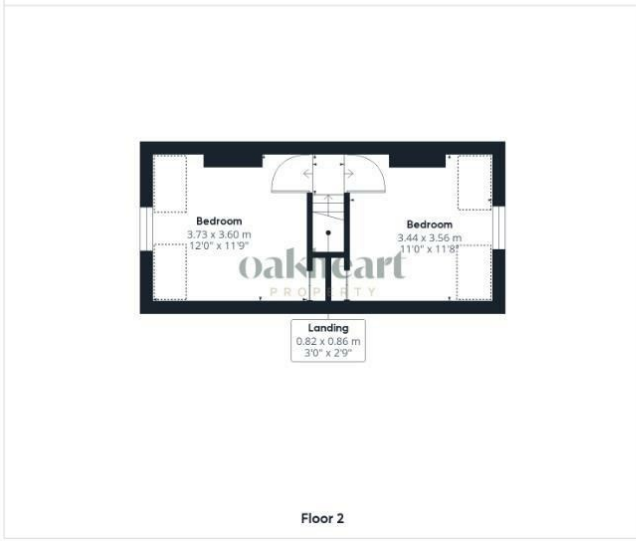 Bedroom
3.73 x 3.60 m
12'0" x 11'9"
Bedroom
3.44 x 3.56 m
11'0" x 11'8"
oakheart
PROPERTY
Landing
0.82 x 0.86 m
3'0" x 2'9"
Floor 2